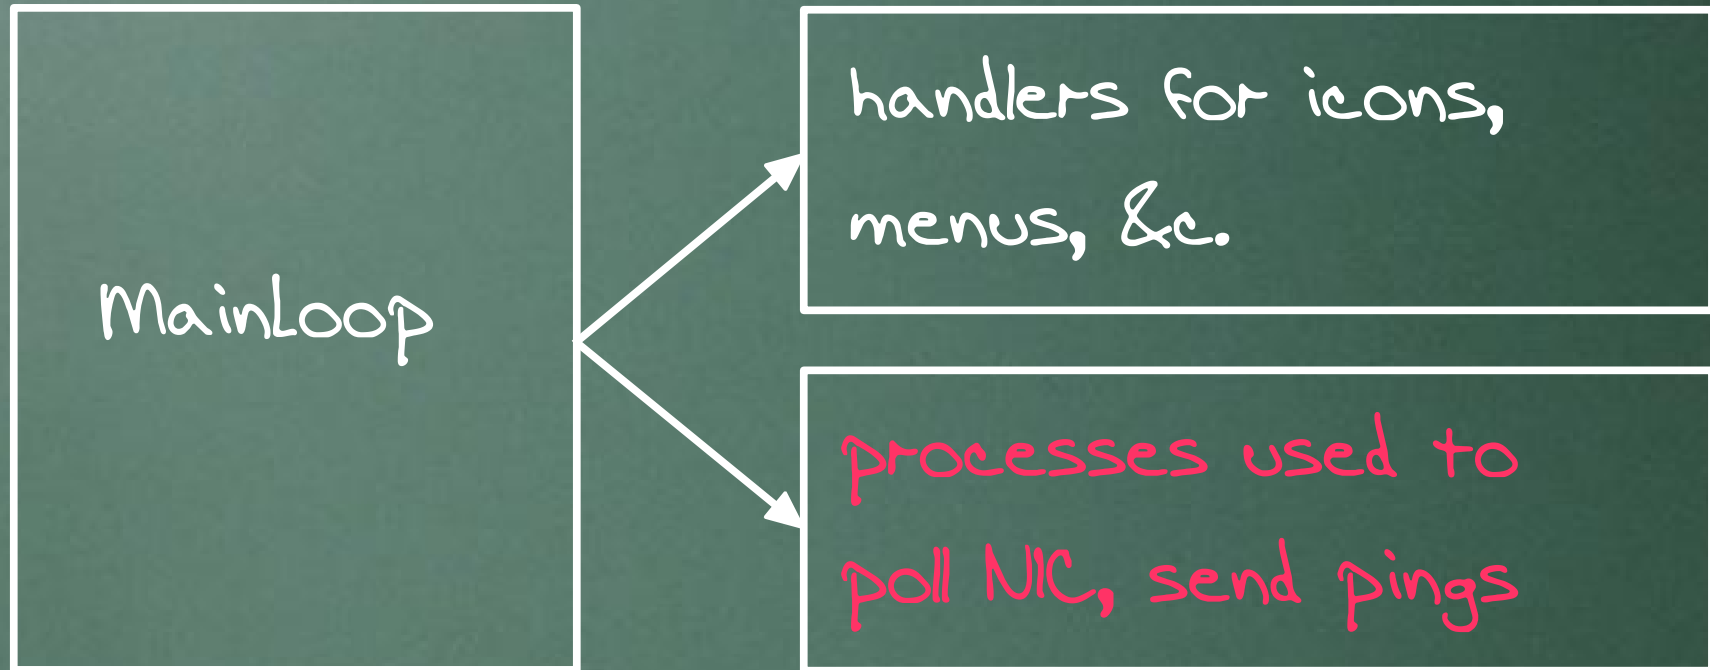 MainLoop
handlers for icons,
menus, &c.
processes used to
poll NIC, send pings